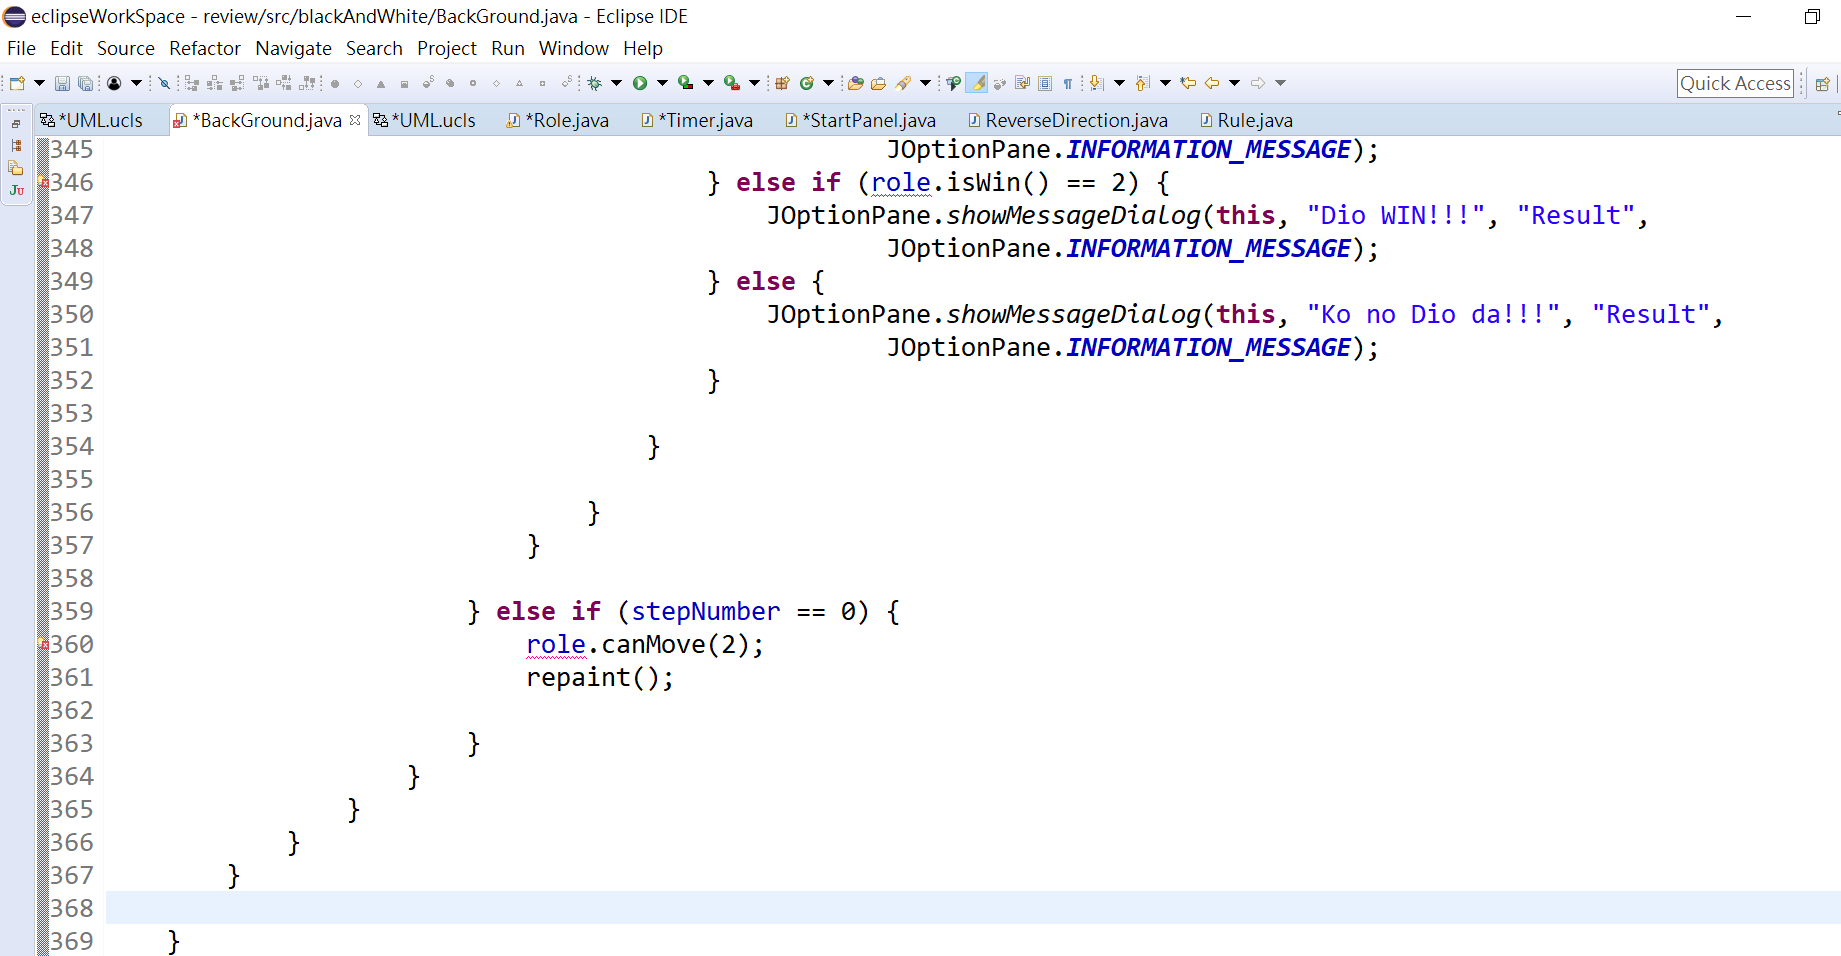 eclipseWorkSpace - review/src/blackAndWhite/BackGround.java - Eclipse IDE
File Edit Source Refactor Navigate Search Project Run Window Help
Quick Access
*UML.ucls *BackGround.java *UML.ucls *Role.java *Timer.java *StartPanel.java ReverseDirection.java Rule.java
345 JOptionPane.INFORMATION_MESSAGE);
346 } else if (role.isWin() == 2) {
347 JOptionPane.showMessageDialog(this, "Dio WIN!!!", "Result",
348 JOptionPane.INFORMATION_MESSAGE);
349 } else {
350 JOptionPane.showMessageDialog(this, "Ko no Dio da!!!", "Result",
351 JOptionPane.INFORMATION_MESSAGE);
352 }
353
354 }
355
356 }
357 }
358
359 } else if (stepNumber == 0) {
360 role.canMove(2);
361 repaint();
362
363 }
364 }
365 }
366 }
367 }
368
369 }